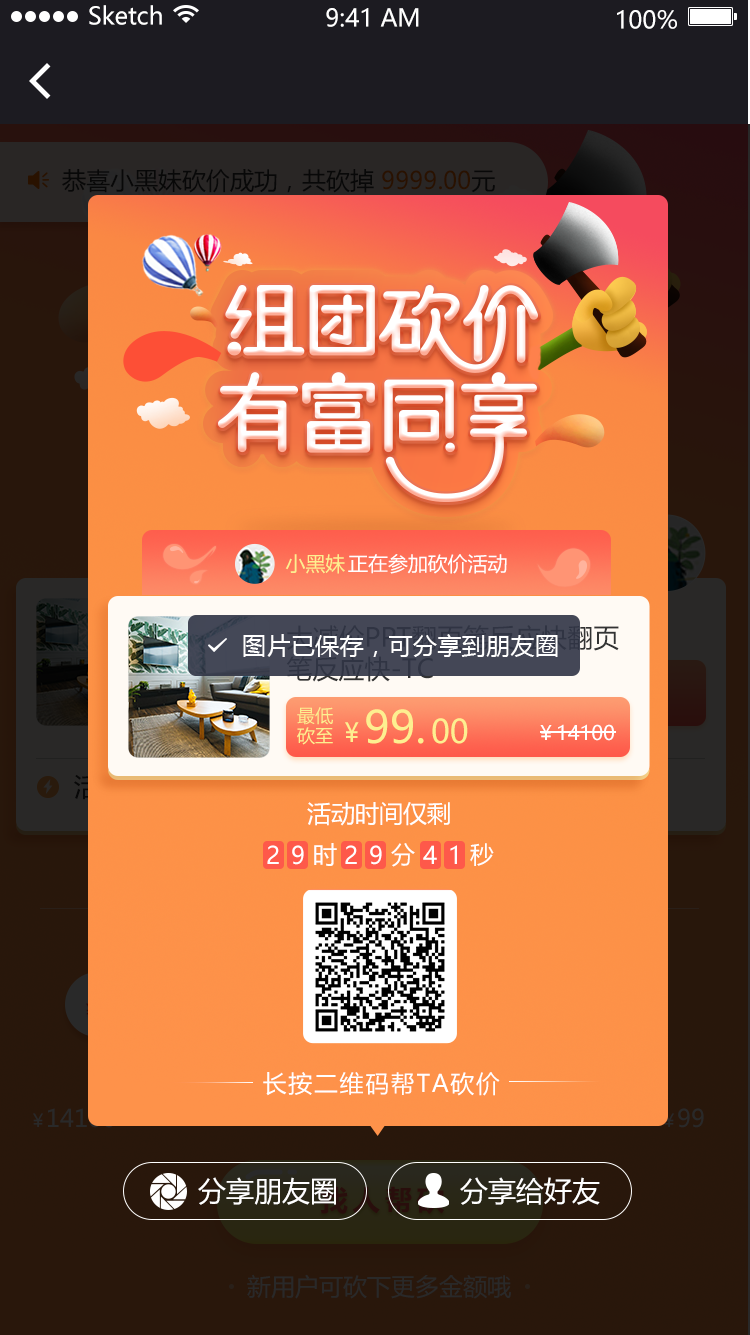 Sketch 9:41 AM 100%
恭喜小黑妹砍价成功，共砍掉 9999.00元
组团砍价
有富同享
小黑妹正在参加砍价活动
图片已保存，可分享到朋友圈
翻页
笔反应快-TC
最低
砍至
¥ 99.00 ¥ 14100
活
活动时间仅剩
29时29分41秒
长按二维码帮TA砍价
¥141
99
分享朋友圈 分享给好友
新用户可砍下更多金额哦